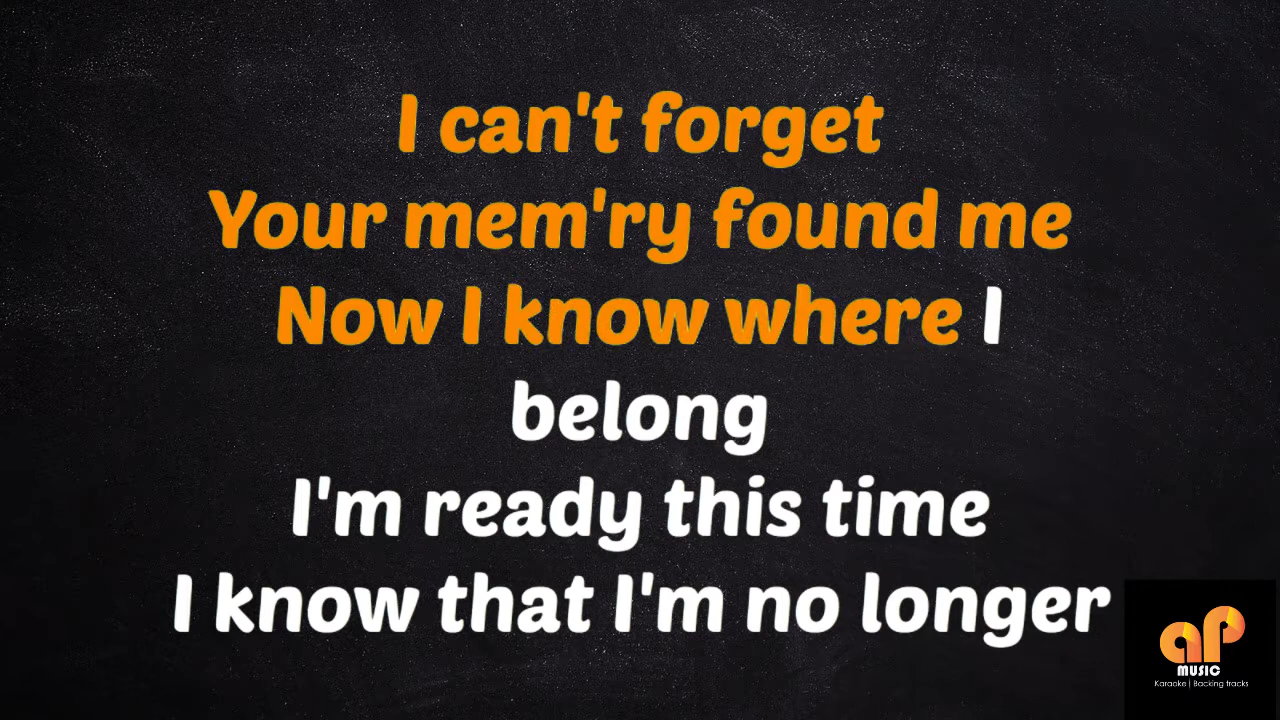 I can't forget
Your mem'ry found me
Now I know where I
belong
I'm ready this time
I know that I'm no longer
ap
MUSIC
Karaoke | Backing tracks